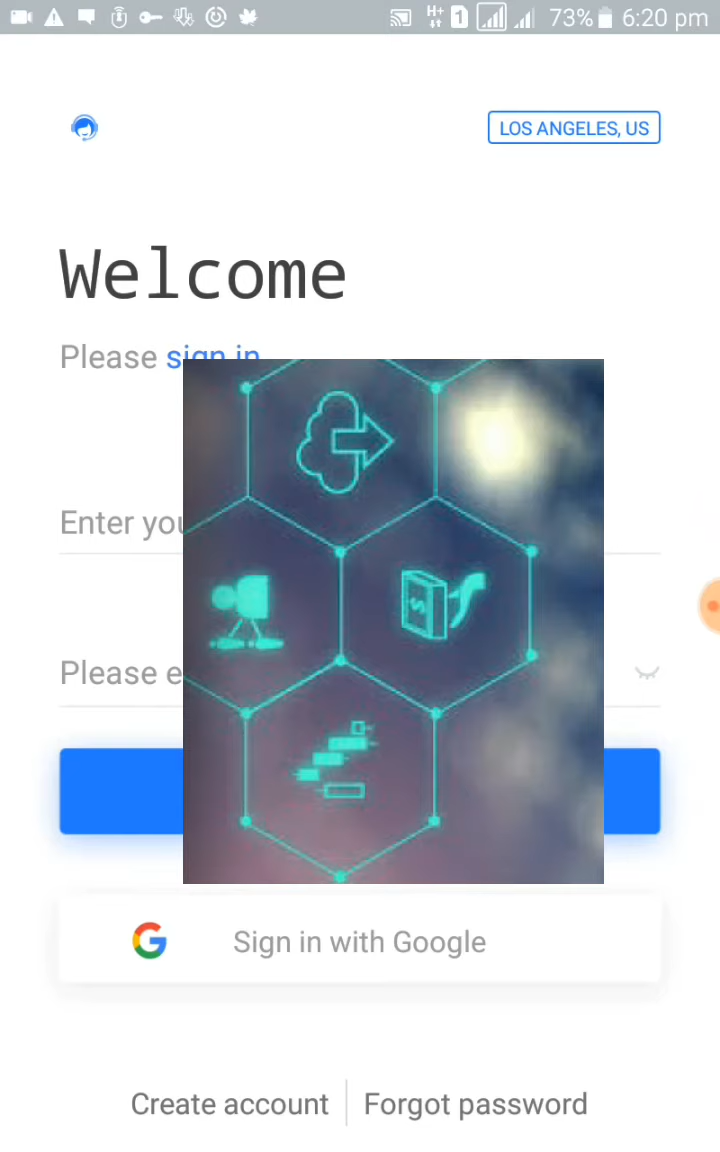 73% 6:20 pm
LOS ANGELES, US
Welcome
Please sign in
Enter you
Please e
Sign in with Google
Create account
Forgot password